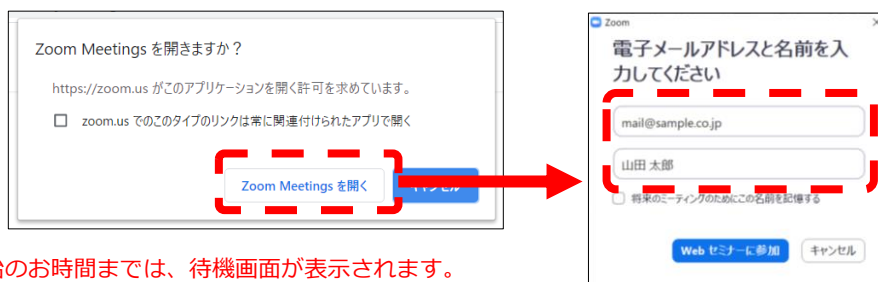 Zoom Meetings を開きますか？
https://zoom.us がこのアプリケーションを開く許可を求めています。
zoom.us でのこのタイプのリンクは常に関連付けられたアプリで開く
Zoom Meetings を開く
キャンセル
Zoom
電子メールアドレスと名前を入
力してください
mail@sample.co.jp
山田 太郎
将来のミーティングのためにこの名前を記憶する
Web セミナーに参加
キャンセル
のお時間までは、待機画面が表示されます。